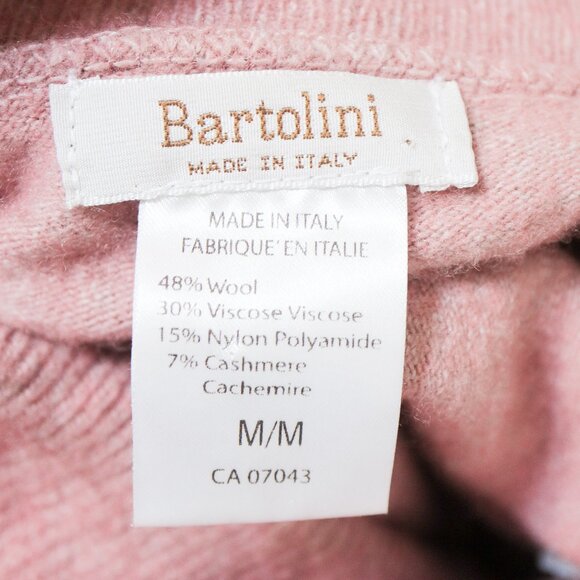 Bartolini
MADE IN ITALY
MADE IN ITALY
FABRIQUE' EN ITALIE
48% Wool
30% Viscose Viscose
15% Nylon Polyamide
7% Cashmere
Cachemire
M/M
CA 07043